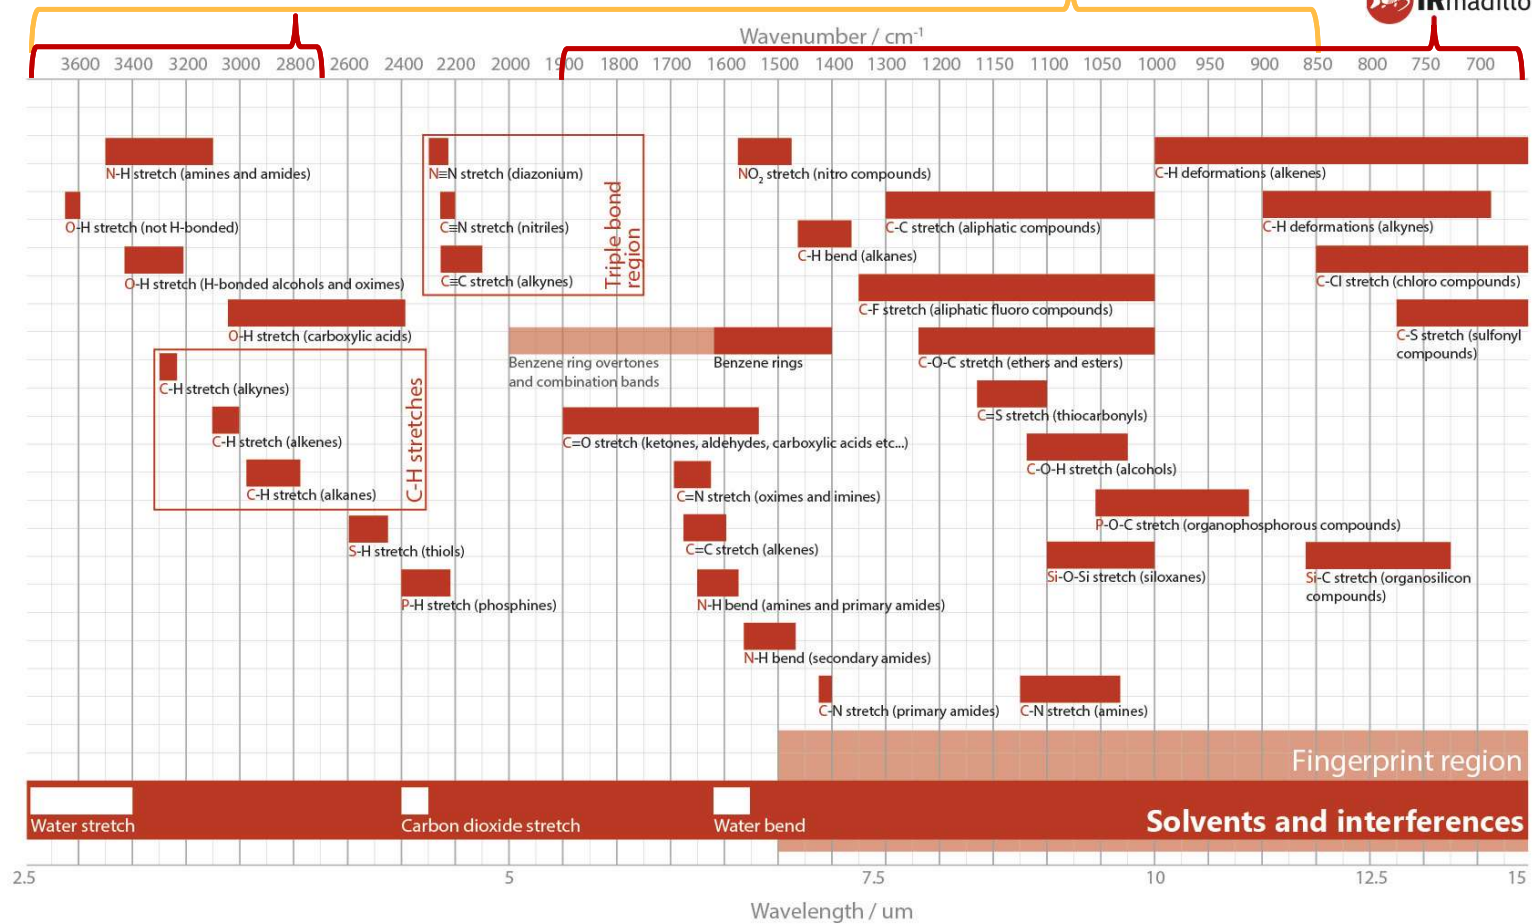 IRmadillo
Wavenumber / cm-1
3600 3400 3200 3000 2800 2600 2400 2200 2000 1900 1800 1700 1600 1500 1400 1300 1200 1150 1100 1050 1000 950 900 850 800 750 700
N-H stretch (amines and amides)
N≡N stretch (diazonium)
NO2 stretch (nitro compounds)
C-H deformations (alkenes)
O-H stretch (not H-bonded)
C≡N stretch (nitriles)
C-C stretch (aliphatic compounds)
C-H deformations (alkynes)
C-H bend (alkanes)
O-H stretch (H-bonded alcohols and oximes)
C≡C stretch (alkynes)
Triple bond
region
C-Cl stretch (chloro compounds)
C-F stretch (aliphatic fluoro compounds)
O-H stretch (carboxylic acids)
C-S stretch (sulfonyl
compounds)
Benzene ring overtones
and combination bands
Benzene rings
C-O-C stretch (ethers and esters)
C-H stretch (alkynes)
C=S stretch (thiocarbonyls)
C-H stretch (alkenes)
C=O stretch (ketones, aldehydes, carboxylic acids etc...)
C-O-H stretch (alcohols)
C-H stretch (alkanes)
C-H stretches
C=N stretch (oximes and imines)
P-O-C stretch (organophosphorous compounds)
S-H stretch (thiols)
C=C stretch (alkenes)
Si-O-Si stretch (siloxanes)
Si-C stretch (organosilicon
compounds)
P-H stretch (phosphines)
N-H bend (amines and primary amides)
N-H bend (secondary amides)
C-N stretch (primary amides)
C-N stretch (amines)
Fingerprint region
Water stretch
Carbon dioxide stretch
Water bend
Solvents and interferences
2.5 5 7.5 10 12.5 15
Wavelength / um